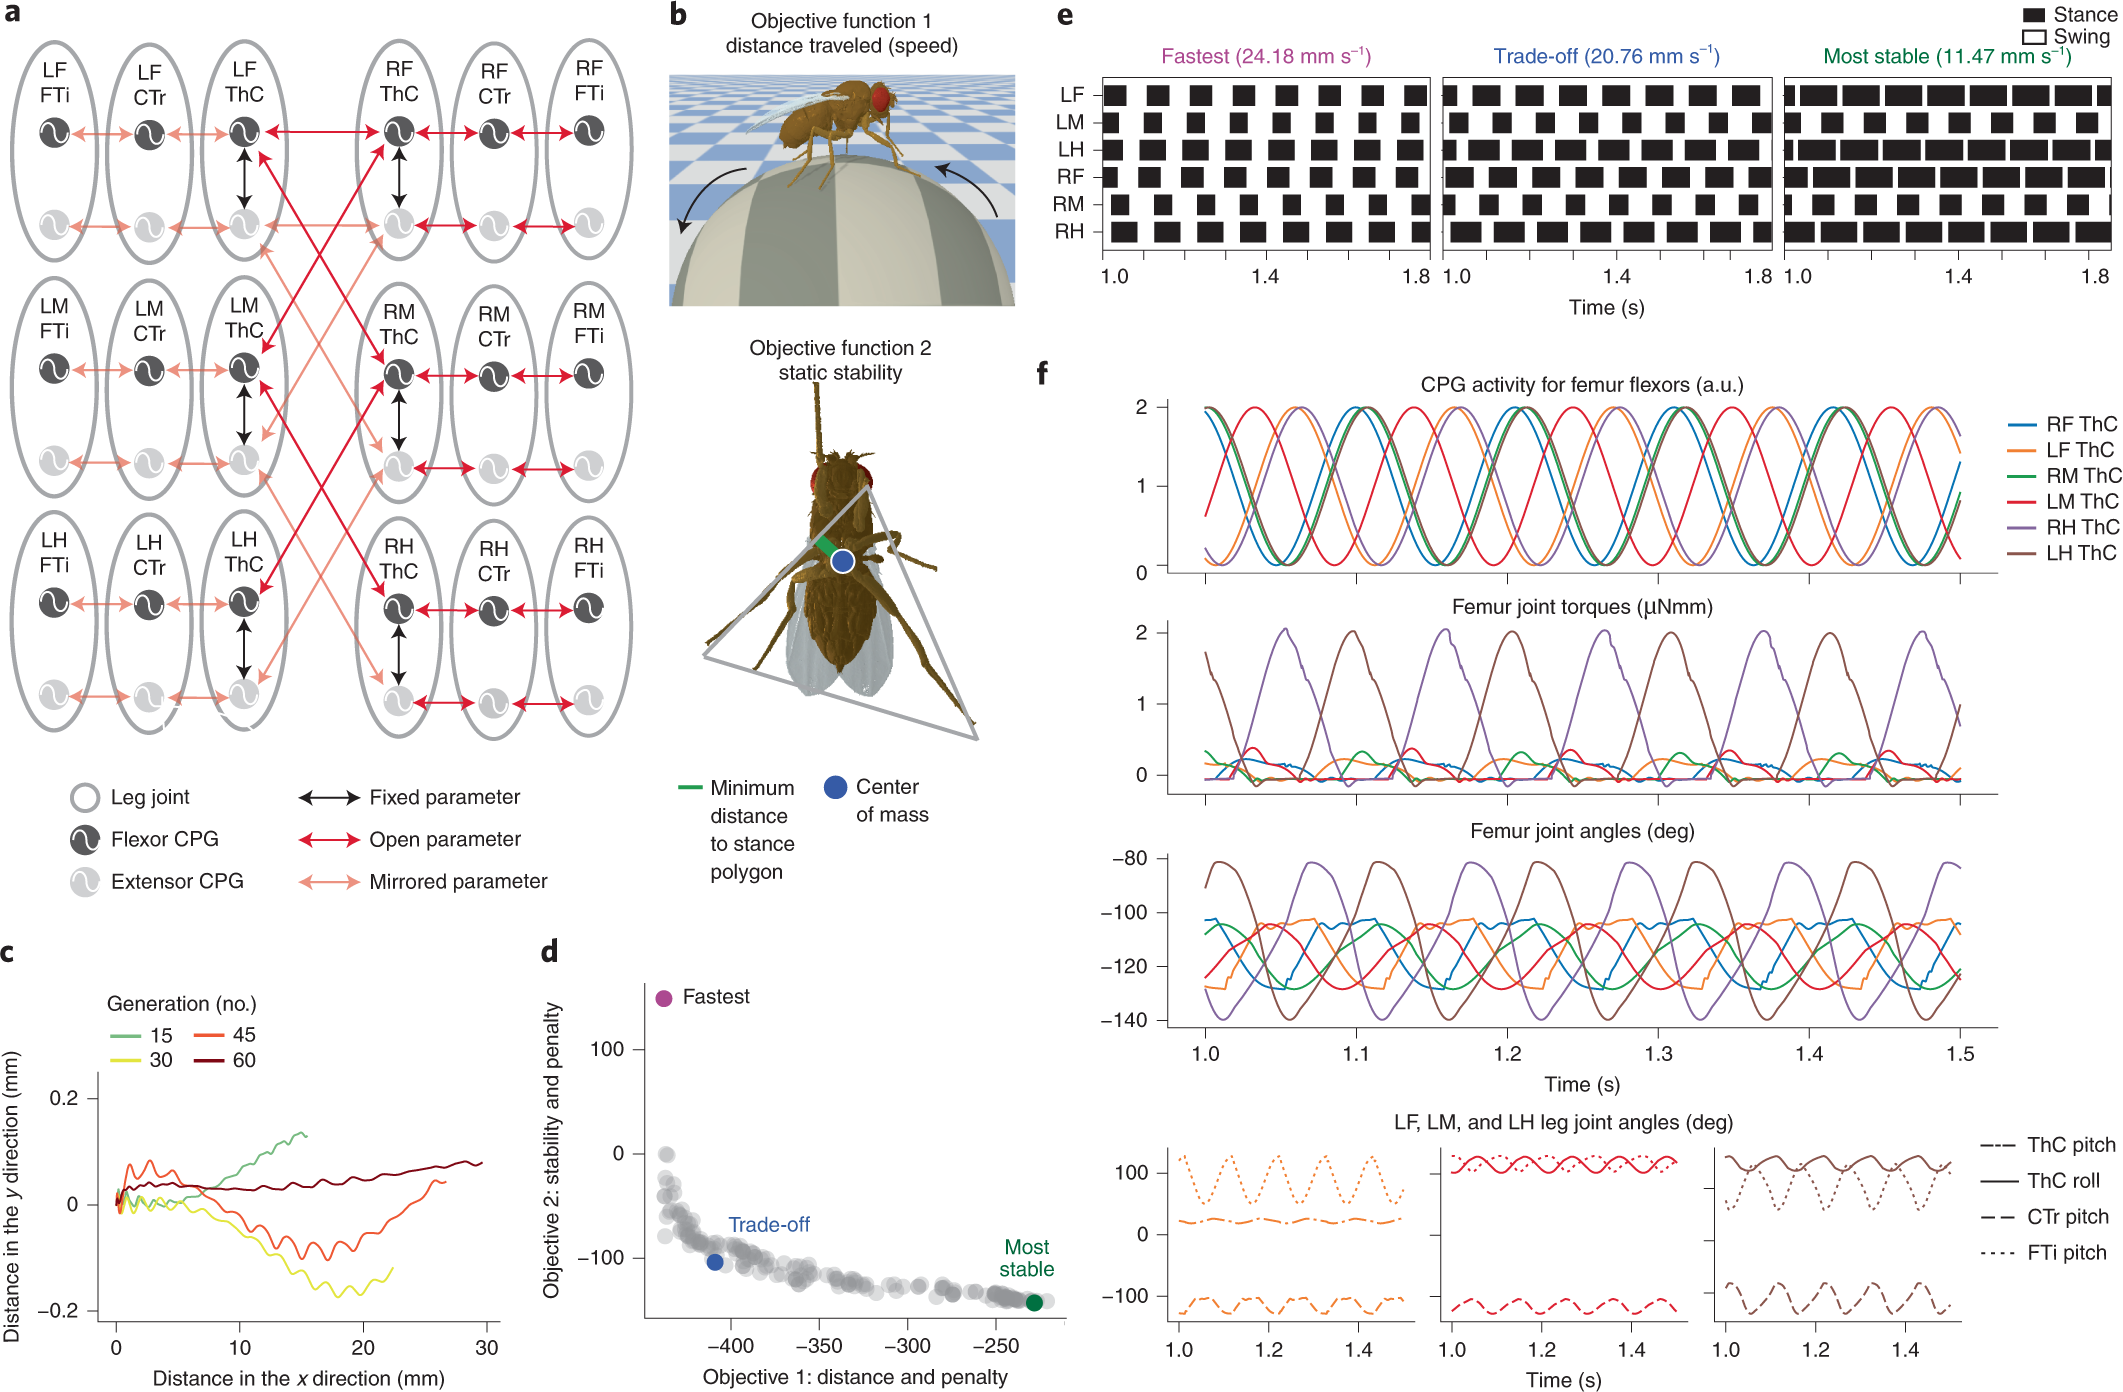 a
LF
FTi
LF
CTr
LF
ThC
RF
ThC
RF
CTr
RF
FTi
LM
FTi
LM
CTr
LM
ThC
RM
ThC
RM
CTr
RM
FTi
LH
FTi
LH
CTr
LH
ThC
RH
ThC
RH
CTr
RH
FTi
Leg joint
Flexor CPG
Extensor CPG
Fixed parameter
Open parameter
Mirrored parameter
b
Objective function 1
distance traveled (speed)
Objective function 2
static stability
Minimum
distance
to stance
polygon
Center
of mass
c
Generation (no.)
15
45
30
60
Distance in the y direction (mm)
0.2
0
−0.2
0
10
20
30
Distance in the x direction (mm)
d
Objective 2: stability and penalty
100
0
−100
Fastest
Trade-off
Most
stable
−400
−350
−300
−250
Objective 1: distance and penalty
e
Stance
Swing
Fastest (24.18 mm s⁻¹)
Trade-off (20.76 mm s⁻¹)
Most stable (11.47 mm s⁻¹)
LF
LM
LH
RF
RM
RH
1.0
1.4
1.8
1.0
1.4
1.8
1.0
1.4
1.8
Time (s)
f
CPG activity for femur flexors (a.u.)
2
1
0
RF ThC
LF ThC
RM ThC
LM ThC
RH ThC
LH ThC
Femur joint torques (µNmm)
2
1
0
Femur joint angles (deg)
−80
−100
−120
−140
1.0
1.1
1.2
1.3
1.4
1.5
Time (s)
LF, LM, and LH leg joint angles (deg)
100
0
−100
1.0
1.2
1.4
1.0
1.2
1.4
1.0
1.2
1.4
Time (s)
ThC pitch
ThC roll
CTr pitch
FTi pitch